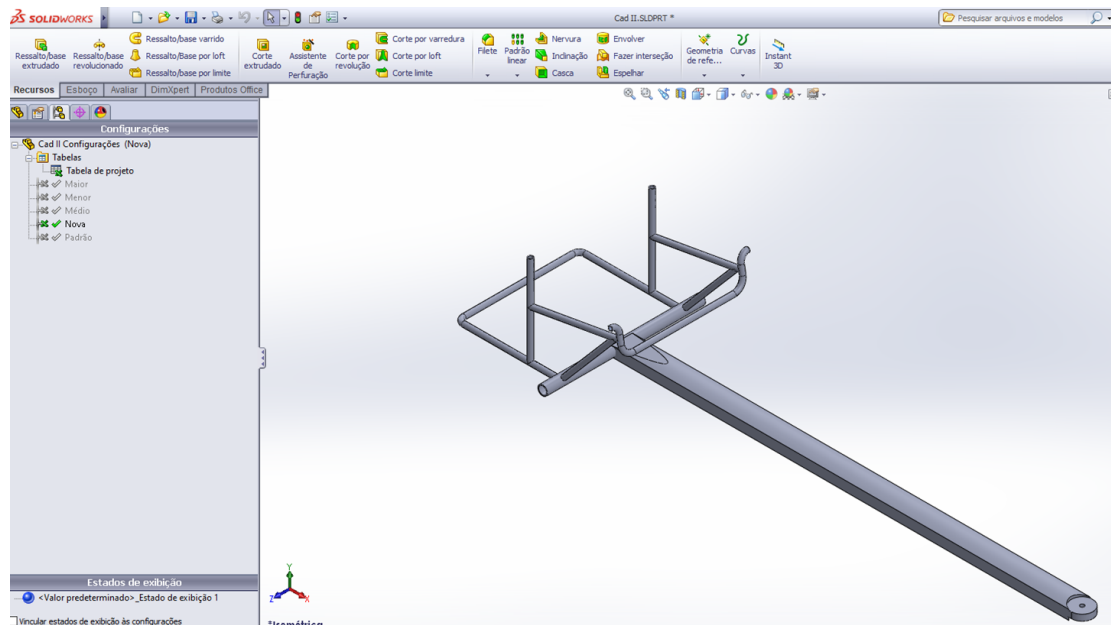 SOLIDWORKS
Cad II.SLDPRT *
Pesquisar arquivos e modelos
Ressalto/base extrudado
Ressalto/base revolucionado
Ressalto/base varrido
Ressalto/base por loft
Ressalto/base por limite
Corte extrudado
Assistente de Perfuração
Corte por revolução
Corte por varredura
Corte por loft
Corte limite
Filete
Padrão linear
Nervura
Inclinação
Casca
Envolver
Fazer interseção
Espelhar
Geometria de refe...
Curvas
Instant 3D
Recursos Esboço Avaliar DimXpert Produtos Office
Configurações
Cad II Configurações (Nova)
Tabelas
Tabela de projeto
Maior
Menor
Médio
Nova
Padrão
Y
Z X
*Isométrica
Estados de exibição
<Valor predeterminado>_Estado de exibição 1
Vincular estados de exibição às configurações